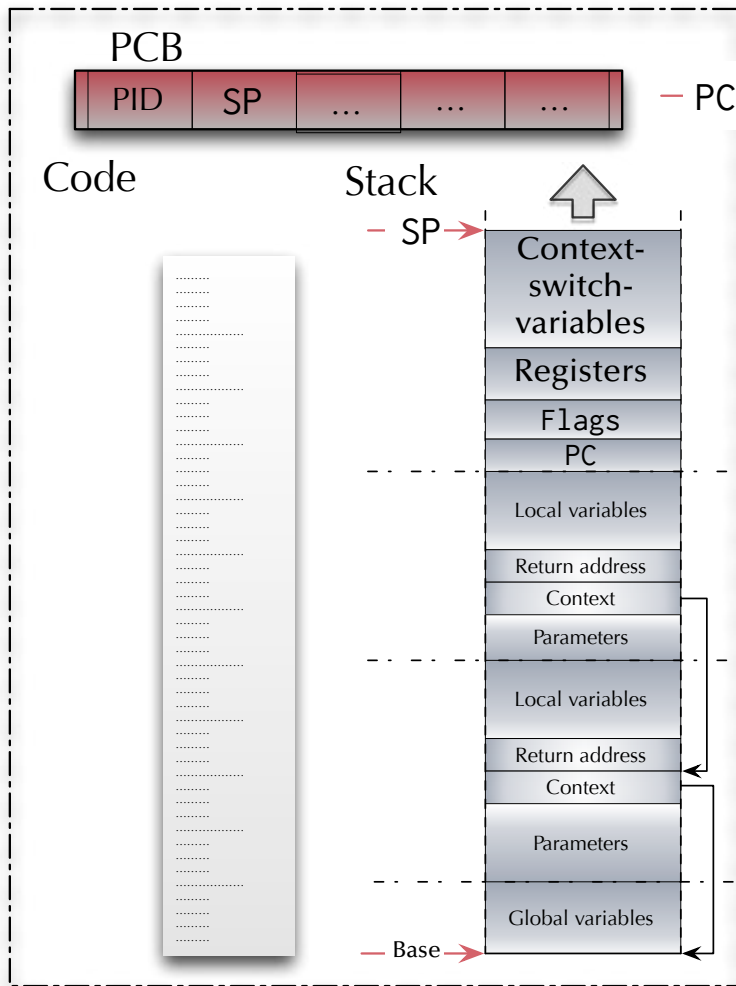 PCB
PID SP ... ... ...
PC
Code
Stack
SP
Context-
switch-
variables
Registers
Flags
PC
Local variables
Return address
Context
Parameters
Local variables
Return address
Context
Parameters
Global variables
Base